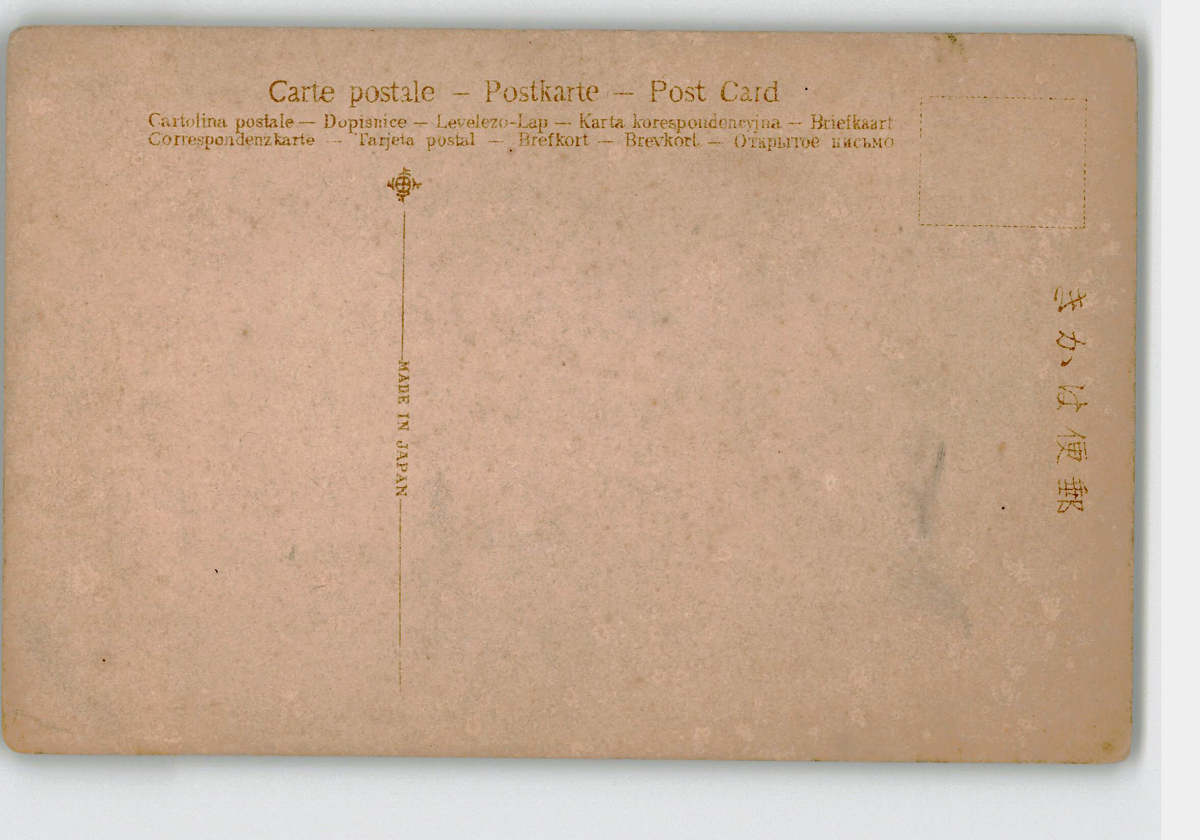 Carte postale – Postkarte – Post Card
Cartolina postale – Dopisnice – Levelezo-Lap – Karta korespondencyjna – Briefkaart
Correspondenzkarte – Tarjeta postal – Brefkort – Brevkort – Открытое письмо
MADE IN JAPAN
郵便はかき